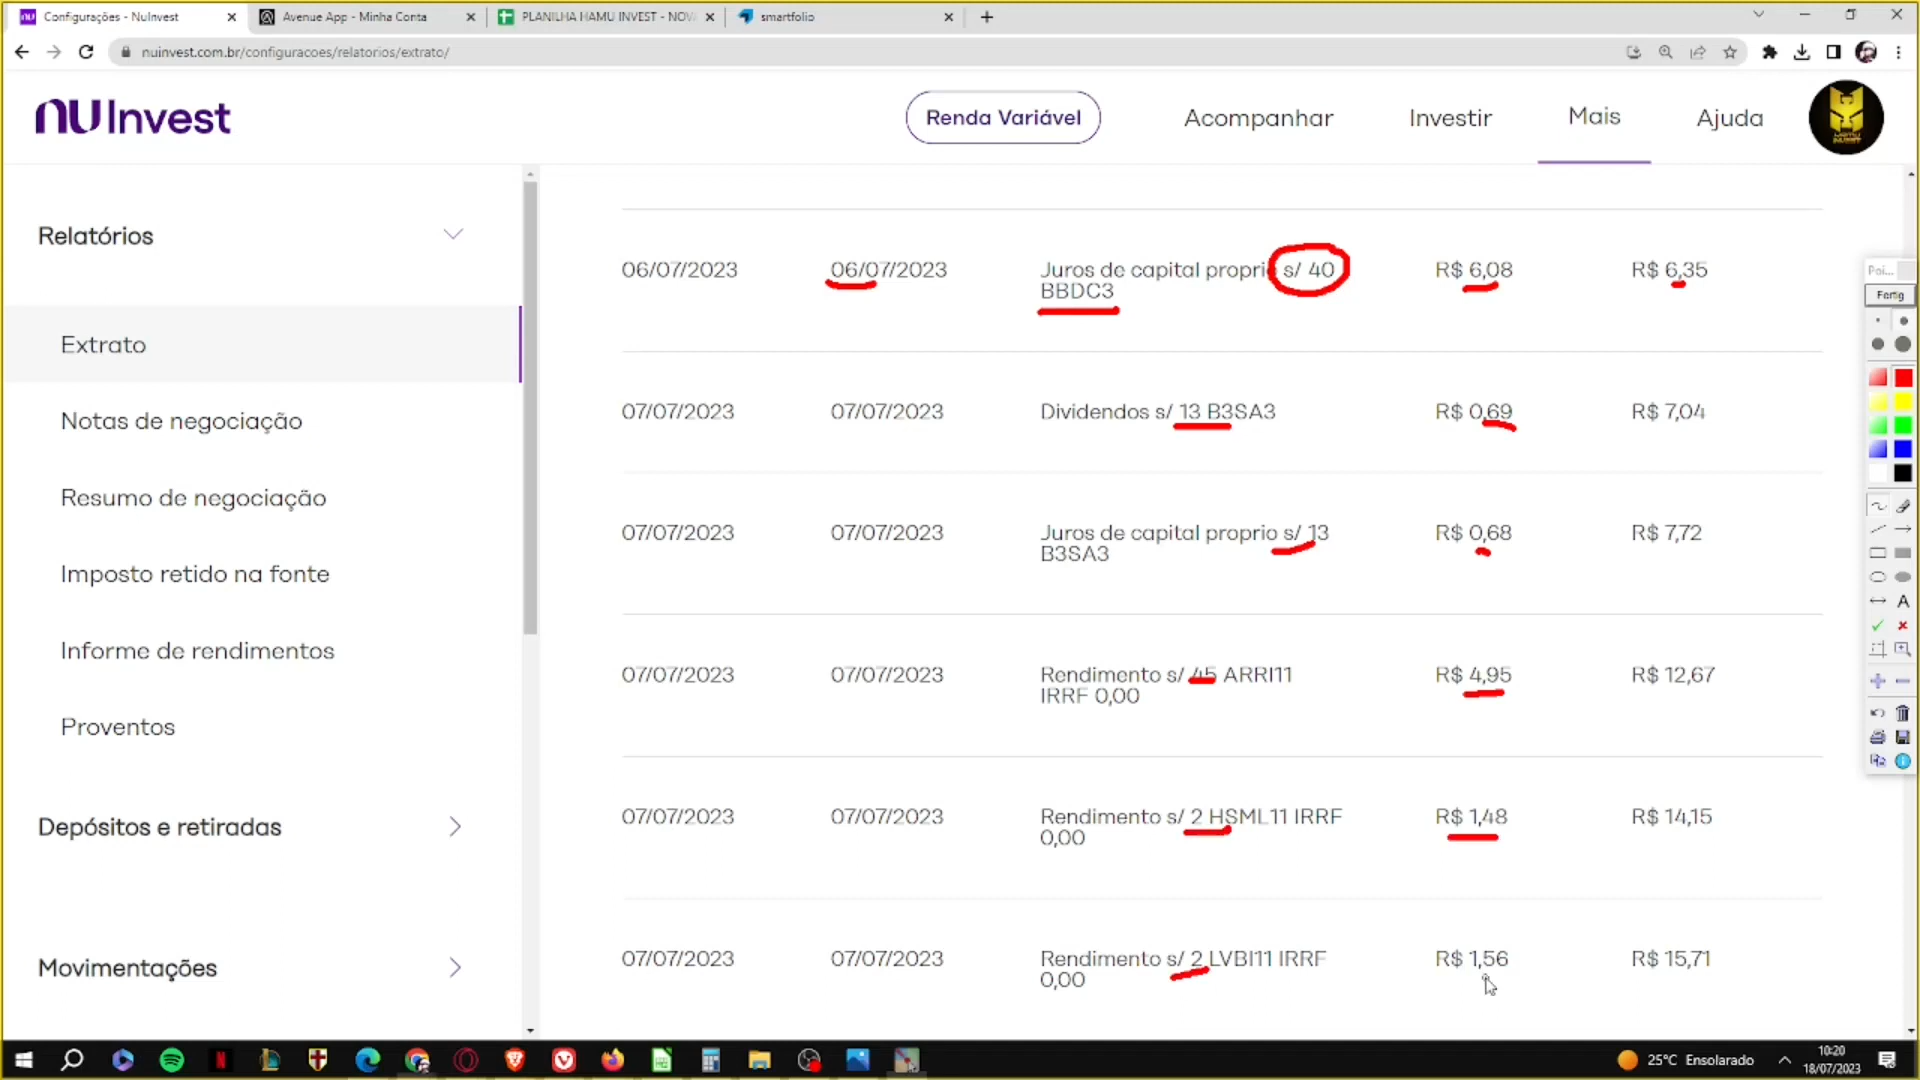 Configurações - NuInvest
Avenue App - Minha Conta
PLANILHA HAMU INVEST - NOV
smartfolio
nuinvest.com.br/configuracoes/relatorios/extrato/
nu Invest
Renda Variável
Acompanhar
Investir
Mais
Ajuda
Relatórios
Extrato
Notas de negociação
Resumo de negociação
Imposto retido na fonte
Informe de rendimentos
Proventos
Depósitos e retiradas
Movimentações
06/07/2023 06/07/2023 Juros de capital proprio s/ 40 R$ 6,08 R$ 6,35
BBDC3
07/07/2023 07/07/2023 Dividendos s/ 13 B3SA3 R$ 0,69 R$ 7,04
07/07/2023 07/07/2023 Juros de capital proprio s/ 13 R$ 0,68 R$ 7,72
B3SA3
07/07/2023 07/07/2023 Rendimento s/ 45 ARRI11 R$ 4,95 R$ 12,67
IRRF 0,00
07/07/2023 07/07/2023 Rendimento s/ 2 HSML11 IRRF R$ 1,48 R$ 14,15
0,00
07/07/2023 07/07/2023 Rendimento s/ 2 LVBI11 IRRF R$ 1,56 R$ 15,71
0,00
Poi...
Fertig
A
25°C Ensolarado
10:20
18/07/2023